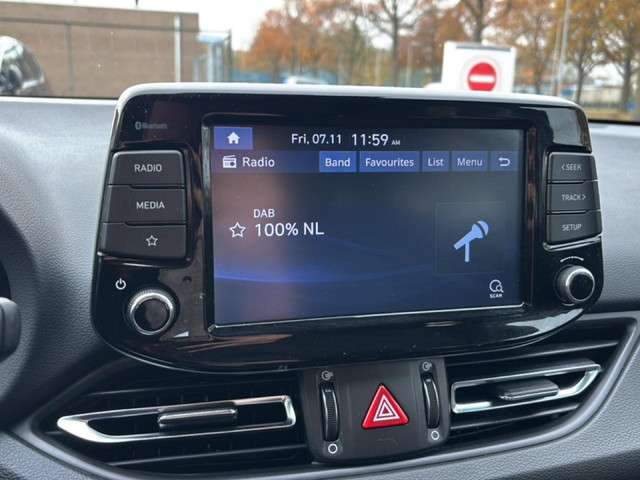 Bluetooth
Fri, 07.11 11:59 AM
Radio Band Favourites List Menu
RADIO
MEDIA
DAB
100% NL
SCAN
< SEEK
TRACK >
SETUP